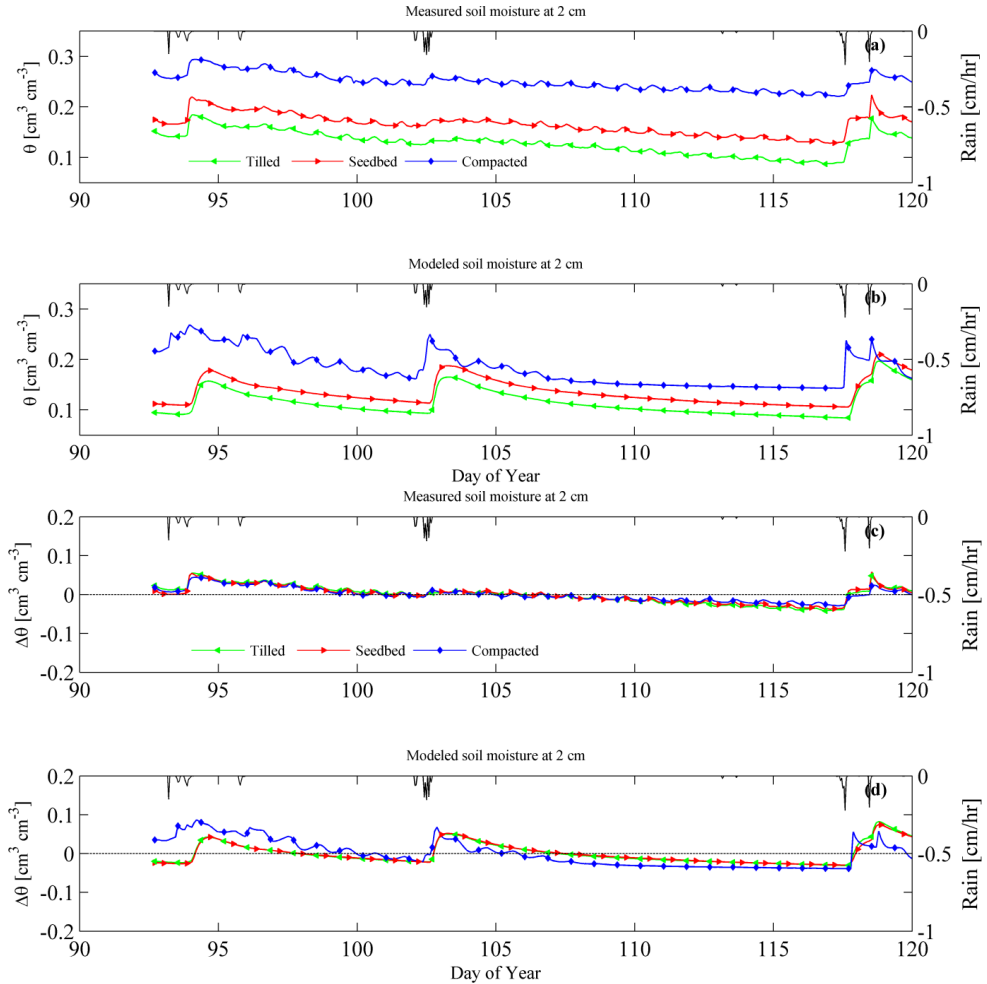 Measured soil moisture at 2 cm
(a)
0.3
0.2
0.1
θ [cm³ cm⁻³]
0
-0.5
-1
Rain [cm/hr]
Tilled Seedbed Compacted
90 95 100 105 110 115 120
Modeled soil moisture at 2 cm
(b)
0.3
0.2
0.1
θ [cm³ cm⁻³]
0
-0.5
-1
Rain [cm/hr]
90 95 100 105 110 115 120
Day of Year
Measured soil moisture at 2 cm
(c)
0.2
0.1
0
-0.1
-0.2
Δθ [cm³ cm⁻³]
0
-0.5
-1
Rain [cm/hr]
Tilled Seedbed Compacted
90 95 100 105 110 115 120
Modeled soil moisture at 2 cm
(d)
0.2
0.1
0
-0.1
-0.2
Δθ [cm³ cm⁻³]
0
-0.5
-1
Rain [cm/hr]
90 95 100 105 110 115 120
Day of Year